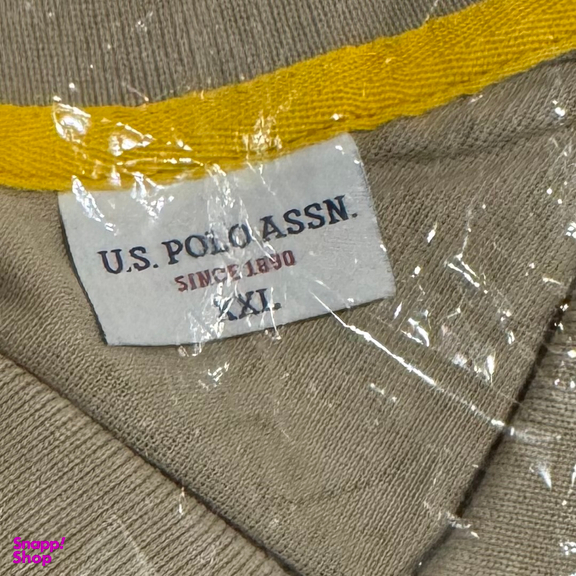 U.S. POLO ASSN.
SINCE 1890
XXL
Snapp!
Shop